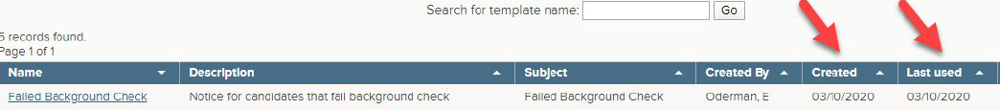 Search for template name: Go
5 records found.
Page 1 of 1
Name Description Subject Created By Created Last used
Failed Background Check Notice for candidates that fail background check Failed Background Check Oderman, E 03/10/2020 03/10/2020